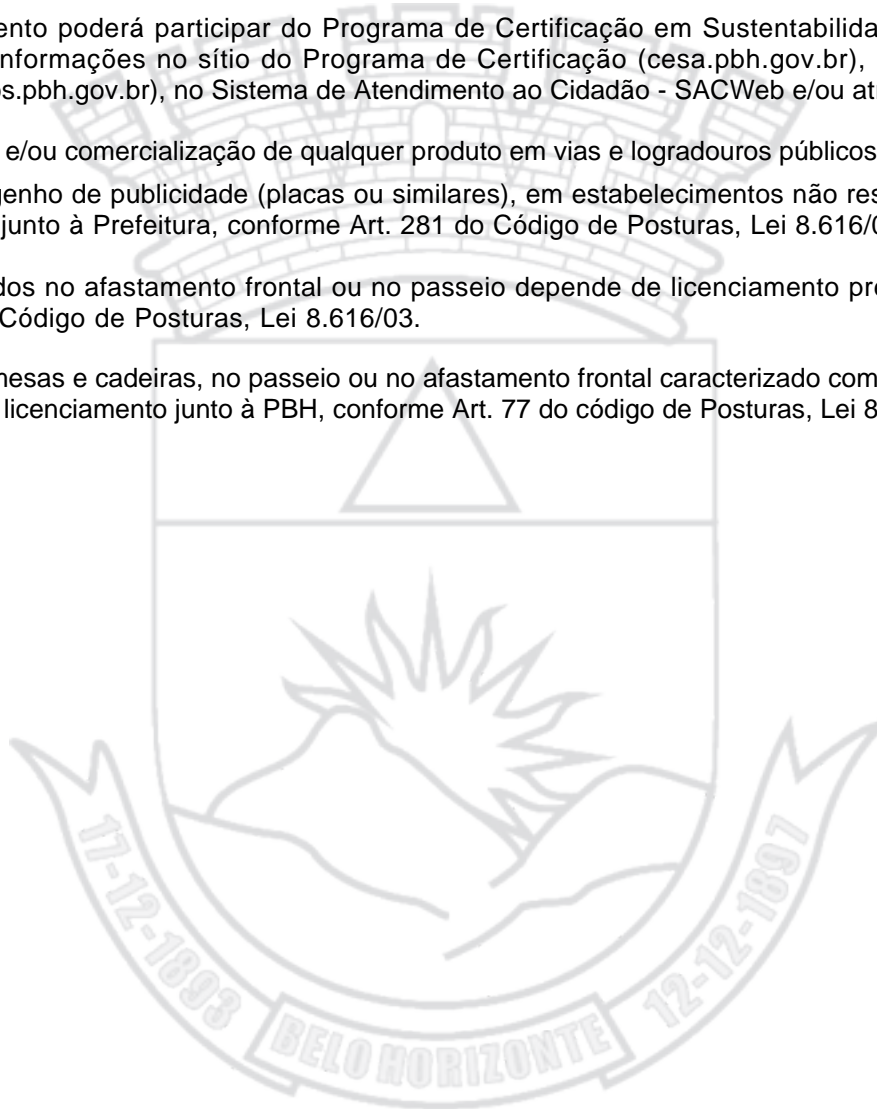 ento poderá participar do Programa de Certificação em Sustentabilida
nformações no sítio do Programa de Certificação (cesa.pbh.gov.br),
s.pbh.gov.br), no Sistema de Atendimento ao Cidadão - SACWeb e/ou atr
e/ou comercialização de qualquer produto em vias e logradouros públicos
genho de publicidade (placas ou similares), em estabelecimentos não res
junto à Prefeitura, conforme Art. 281 do Código de Posturas, Lei 8.616/0
dos no afastamento frontal ou no passeio depende de licenciamento pré
Código de Posturas, Lei 8.616/03.
nesas e cadeiras, no passeio ou no afastamento frontal caracterizado com
licenciamento junto à PBH, conforme Art. 77 do código de Posturas, Lei 8
17-12-1893
BELO HORIZONTE
12-12-1897